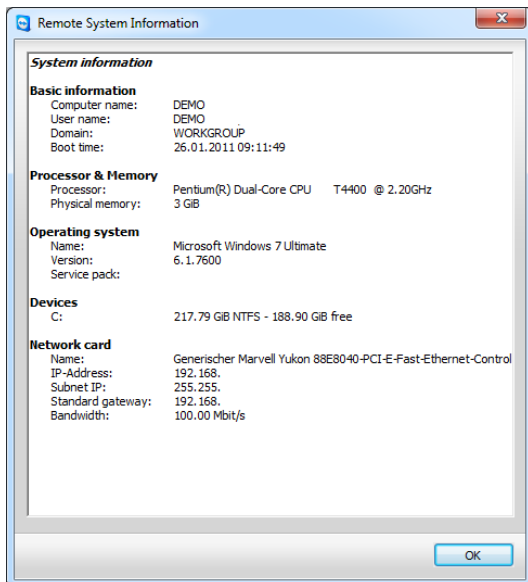 Remote System Information
System information
Basic information
Computer name: DEMO
User name: DEMO
Domain: WORKGROUP
Boot time: 26.01.2011 09:11:49
Processor & Memory
Processor: Pentium(R) Dual-Core CPU T4400 @ 2.20GHz
Physical memory: 3 GiB
Operating system
Name: Microsoft Windows 7 Ultimate
Version: 6.1.7600
Service pack:
Devices
C: 217.79 GiB NTFS - 188.90 GiB free
Network card
Name: Generischer Marvell Yukon 88E8040-PCI-E-Fast-Ethernet-Control
IP-Address: 192.168.
Subnet IP: 255.255.
Standard gateway: 192.168.
Bandwidth: 100.00 Mbit/s
OK